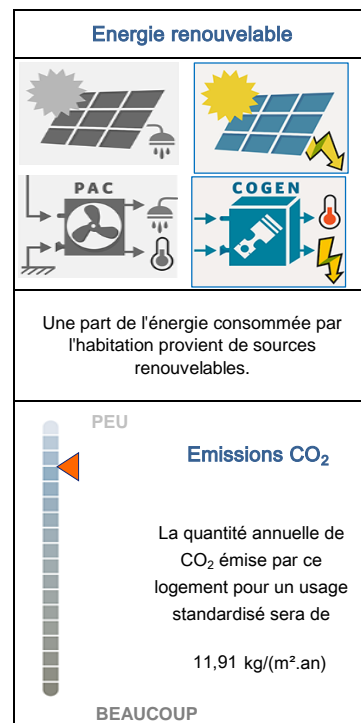 Energie renouvelable
PAC
COGEN
Une part de l'énergie consommée par
l'habitation provient de sources
renouvelables.
PEU
Emissions CO₂
La quantité annuelle de
CO₂ émise par ce
logement pour un usage
standardisé sera de
11,91 kg/(m².an)
BEAUCOUP